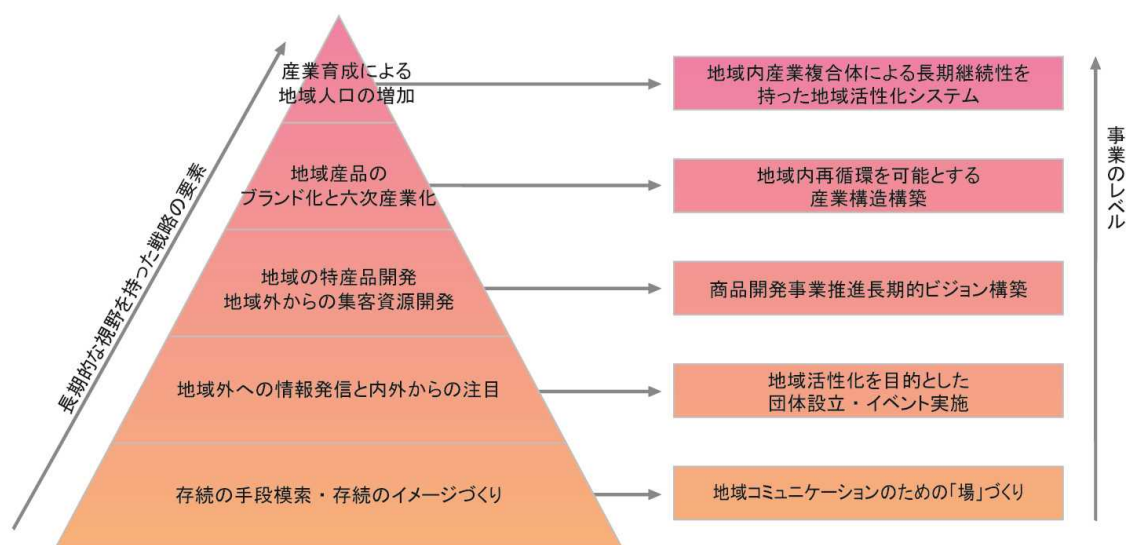 産業育成による
地域人口の増加
地域内産業複合体による長期継続性を
持った地域活性化システム
地域産品の
ブランド化と六次産業化
地域内再循環を可能とする
産業構造構築
地域の特産品開発
地域外からの集客資源開発
商品開発事業推進長期的ビジョン構築
地域外への情報発信と内外からの注目
地域活性化を目的とした
団体設立・イベント実施
存続の手段模索・存続のイメージづくり
地域コミュニケーションのための「場」づくり
長期的な視野を持った戦略の要素
事業のレベル